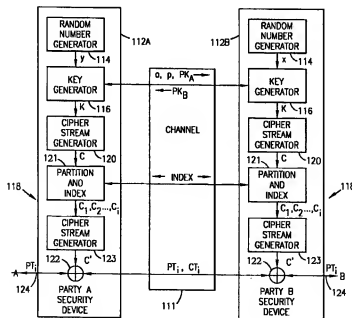 112A
RANDOM
NUMBER
GENERATOR
114
y
KEY
GENERATOR
116
K
CIPHER
STREAM
GENERATOR
120
C
121
PARTITION
AND
INDEX
118
C1,C2...,Ci
CIPHER
STREAM
GENERATOR
123
122
C'
A
PTi
124
PARTY A
SECURITY
DEVICE
o, p, PKA
PKB
CHANNEL
INDEX
PTi, CTi
111
112B
RANDOM
NUMBER
GENERATOR
114
x
KEY
GENERATOR
116
K
CIPHER
STREAM
GENERATOR
120
C
121
PARTITION
AND
INDEX
118
C1,C2...,Ci
CIPHER
STREAM
GENERATOR
123
122
C'
PTi
B
124
PARTY B
SECURITY
DEVICE